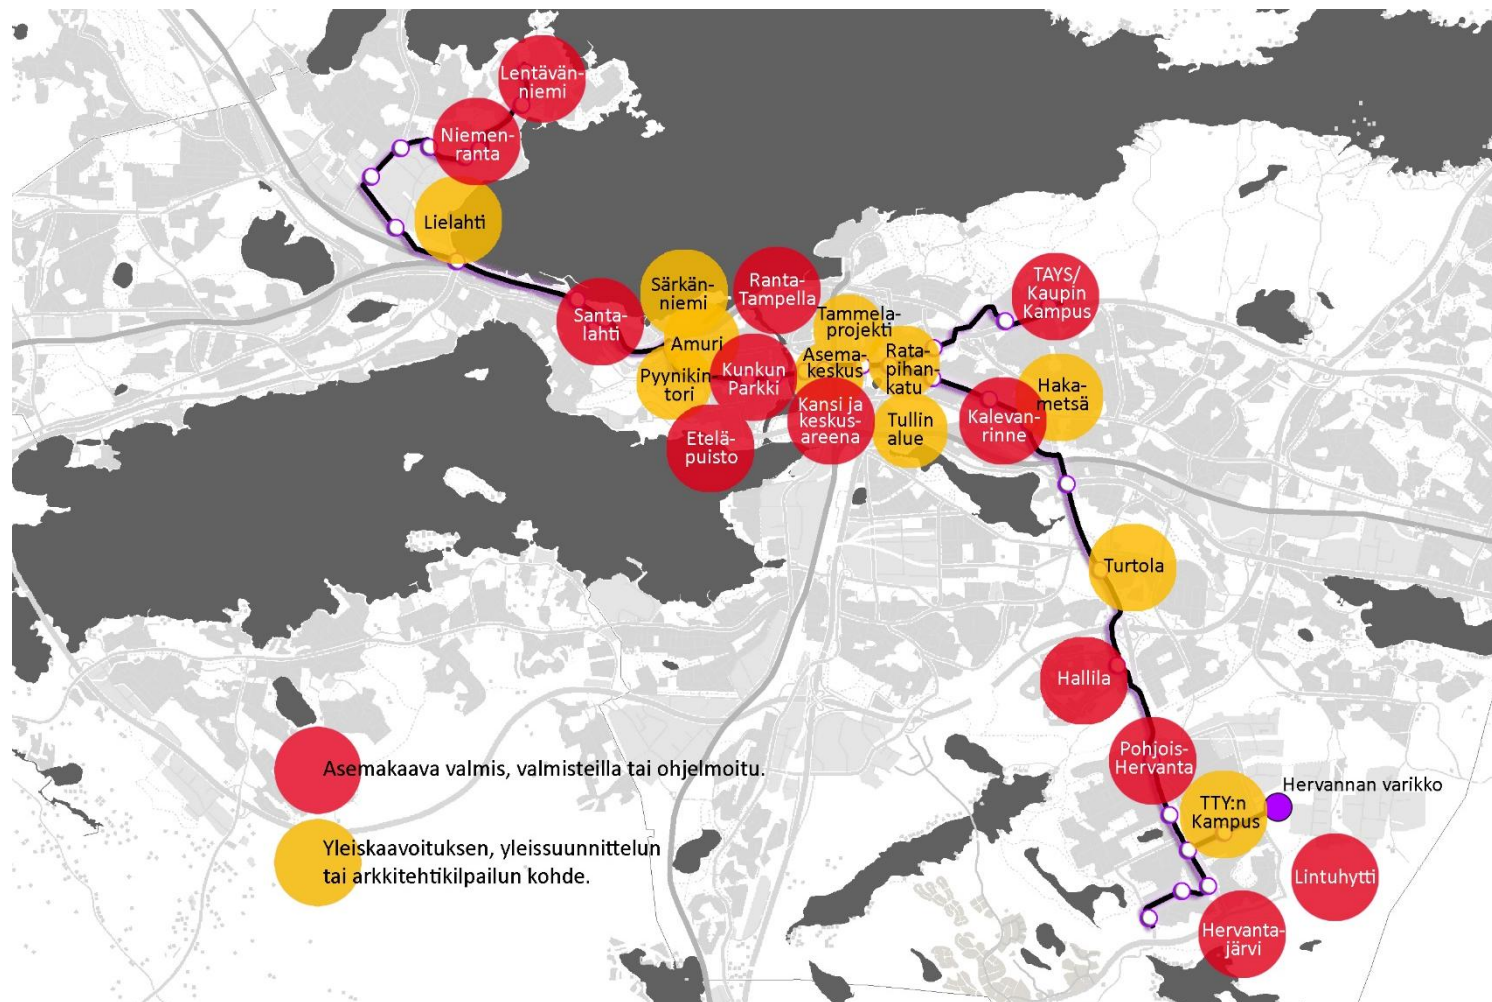 Lentävän-
niemi
Niemen-
ranta
Lielahti
Santa-
lahti
Särkän-
niemi
Ranta-
Tampella
Amuri
Pyynikin
tori
Kunkun
Parkki
Etelä-
puisto
Tammela-
projekti
Asema-
keskus
Rata-
pihan-
katu
Kansi ja
keskus-
areena
Tullin
alue
TAYS/
Kaupin
Kampus
Haka-
metsä
Kalevan-
rinne
Turtola
Hallila
Pohjois-
Hervanta
TTY:n
Kampus
Hervannan varikko
Lintuhytti
Hervanta-
järvi
Asemakaava valmis, valmisteilla tai ohjelmoitu.
Yleiskaavoituksen, yleissuunnittelun
tai arkkitehtikilpailun kohde.